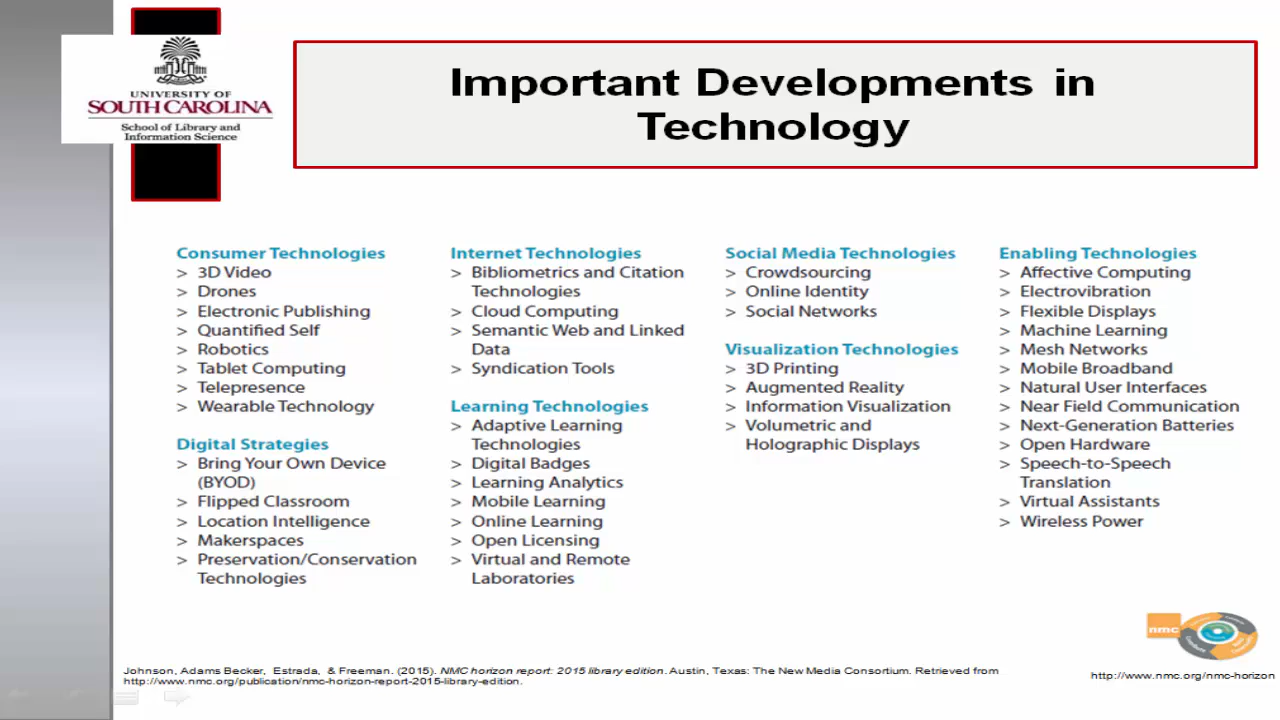 UNIVERSITY OF
SOUTH CAROLINA
School of Library and
Information Science
Important Developments in
Technology
Consumer Technologies
> 3D Video
> Drones
> Electronic Publishing
> Quantified Self
> Robotics
> Tablet Computing
> Telepresence
> Wearable Technology
Digital Strategies
> Bring Your Own Device
(BYOD)
> Flipped Classroom
> Location Intelligence
> Makerspaces
> Preservation/Conservation
Technologies
Internet Technologies
> Bibliometrics and Citation
Technologies
> Cloud Computing
> Semantic Web and Linked
Data
> Syndication Tools
Learning Technologies
> Adaptive Learning
Technologies
> Digital Badges
> Learning Analytics
> Mobile Learning
> Online Learning
> Open Licensing
> Virtual and Remote
Laboratories
Social Media Technologies
> Crowdsourcing
> Online Identity
> Social Networks
Visualization Technologies
> 3D Printing
> Augmented Reality
> Information Visualization
> Volumetric and
Holographic Displays
Enabling Technologies
> Affective Computing
> Electrovibration
> Flexible Displays
> Machine Learning
> Mesh Networks
> Mobile Broadband
> Natural User Interfaces
> Near Field Communication
> Next-Generation Batteries
> Open Hardware
> Speech-to-Speech
Translation
> Virtual Assistants
> Wireless Power
nmc
Johnson, Adams Becker, Estrada, & Freeman. (2015). NMC horizon report: 2015 library edition. Austin, Texas: The New Media Consortium. Retrieved from
http://www.nmc.org/publication/nmc-horizon-report-2015-library-edition.
http://www.nmc.org/nmc-horizon